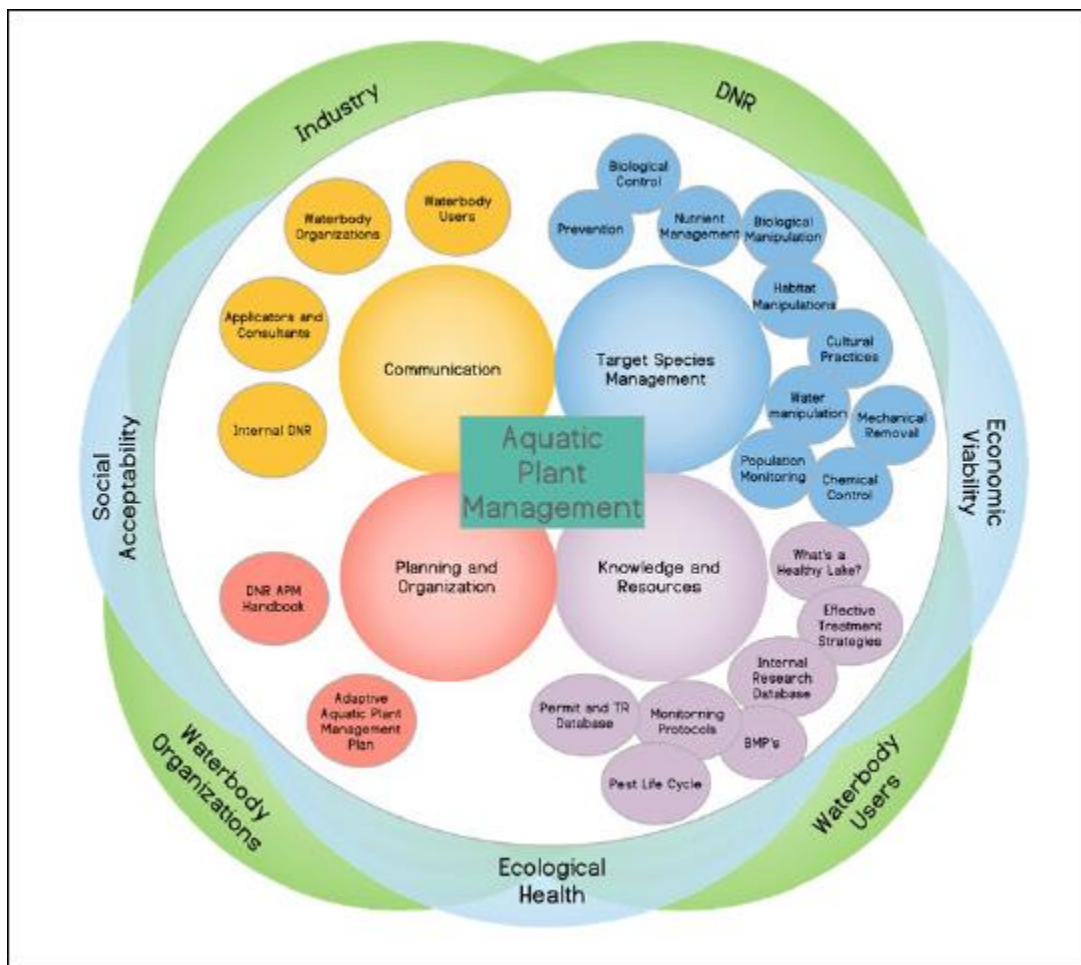 Industry
DNR
Social
Acceptability
Economic
Viability
Waterbody
Organizations
Ecological
Health
Waterbody
Users
Waterbody
Organizations
Waterbody
Users
Applicators and
Consultants
Internal DNR
Communication
Biological
Control
Prevention
Nutrient
Management
Biological
Manipulation
Habitat
Manipulations
Cultural
Practices
Water
manipulation
Mechanical
Removal
Population
Monitoring
Chemical
Control
Target Species
Management
Aquatic
Plant
Management
Planning and
Organization
DNR APM
Handbook
Adaptive
Aquatic Plant
Management
Plan
Knowledge and
Resources
What's a
Healthy Lake?
Effective
Treatment
Strategies
Internal
Research
Database
Permit and TR
Database
Monitorning
Protocols
BMP's
Pest Life Cycle